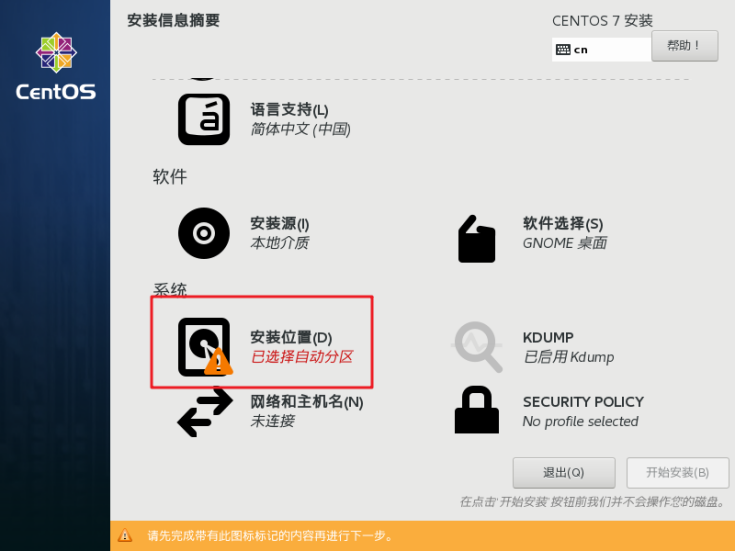 安装信息摘要
CENTOS 7 安装
cn
帮助！
CentOS
语言支持(L)
简体中文 (中国)
软件
安装源(I)
本地介质
软件选择(S)
GNOME 桌面
系统
安装位置(D)
已选择自动分区
KDUMP
已启用 Kdump
网络和主机名(N)
未连接
SECURITY POLICY
No profile selected
退出(Q)
开始安装(B)
在点击'开始安装'按钮前我们并不会操作您的磁盘。
请先完成带有此图标标记的内容再进行下一步。